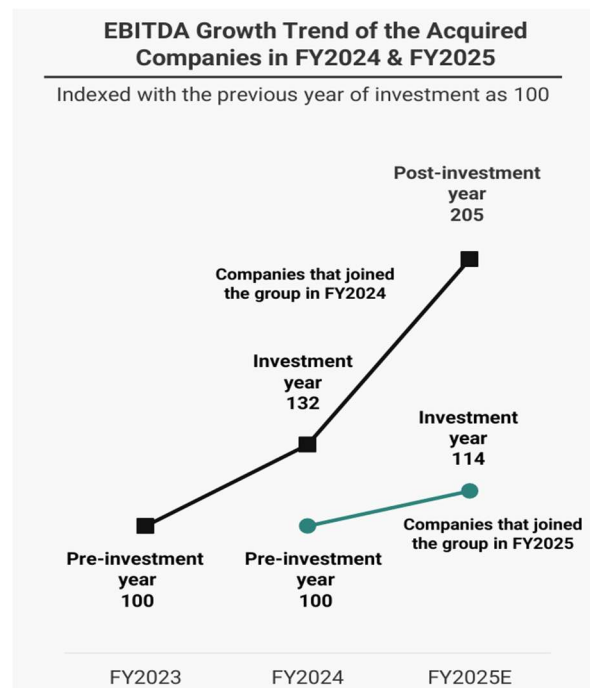 EBITDA Growth Trend of the Acquired
Companies in FY2024 & FY2025
Indexed with the previous year of investment as 100
Post-investment
year
205
Companies that joined
the group in FY2024
Investment
year
132
Investment
year
114
Companies that joined
the group in FY2025
Pre-investment
year
100
Pre-investment
year
100
FY2023
FY2024
FY2025E